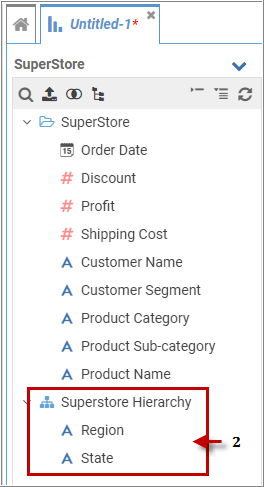 Untitled-1*
SuperStore
SuperStore
15 Order Date
# Discount
# Profit
# Shipping Cost
A Customer Name
A Customer Segment
A Product Category
A Product Sub-category
A Product Name
Superstore Hierarchy
A Region
2
A State